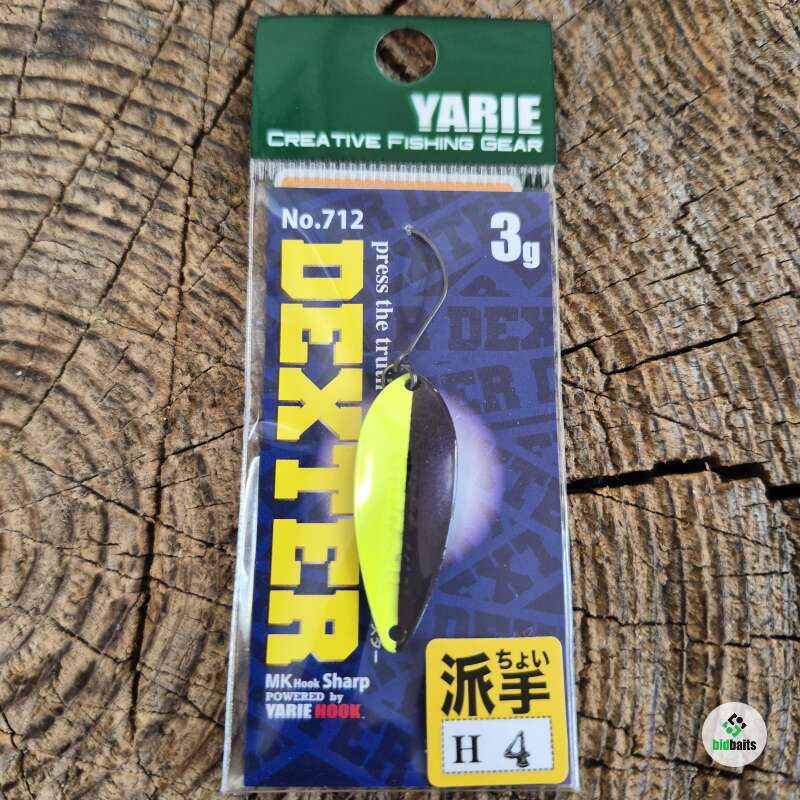 YARIE
CREATIVE FISHING GEAR
No.712
3g
DEXTER
press the truth
MK Hook Sharp
POWERED by
YARIE HOOK
ちょい
派手
H 4
bidbaits